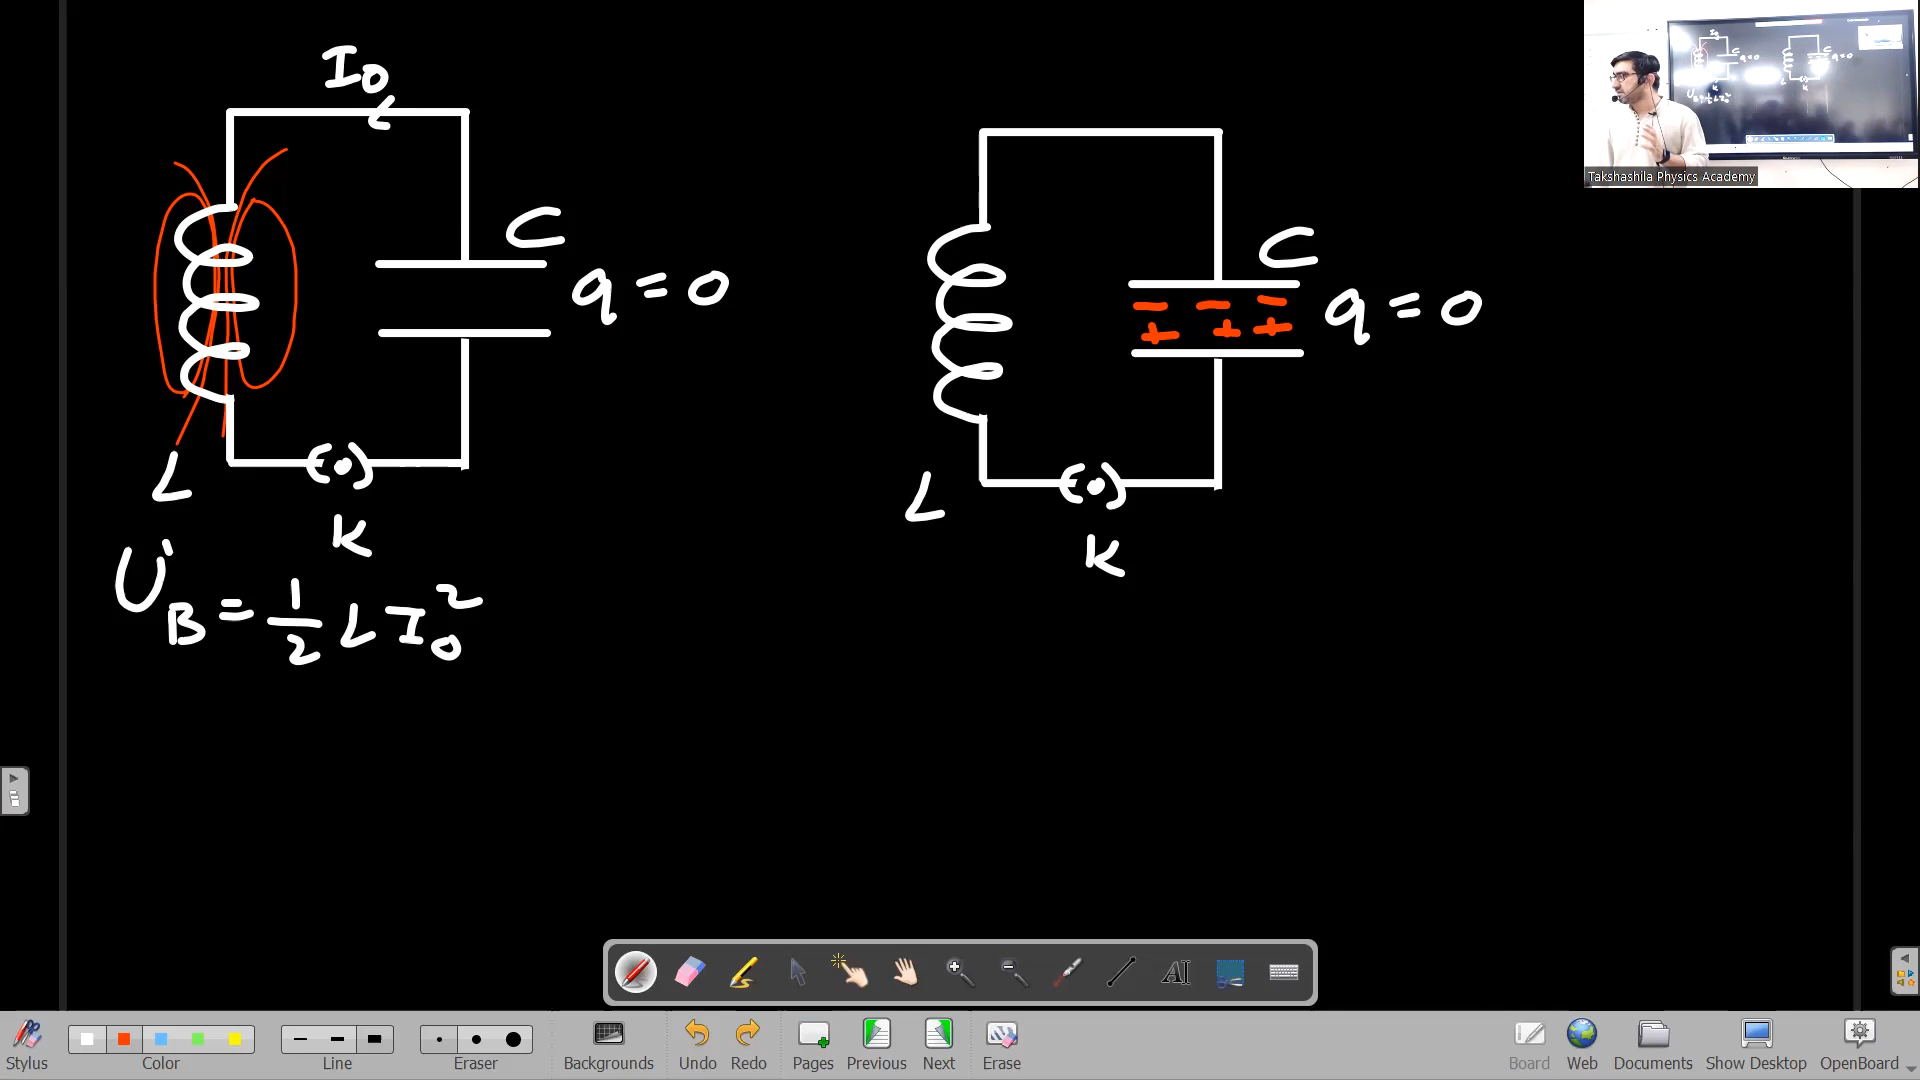 I₀
C
q = 0
L
K
U_B = 1/2 L I₀²
C
q = 0
L
K
Takshashila Physics Academy
Stylus
Color
Line
Eraser
Backgrounds
Undo
Redo
Pages
Previous
Next
Erase
Board
Web
Documents
Show Desktop
OpenBoard
AI